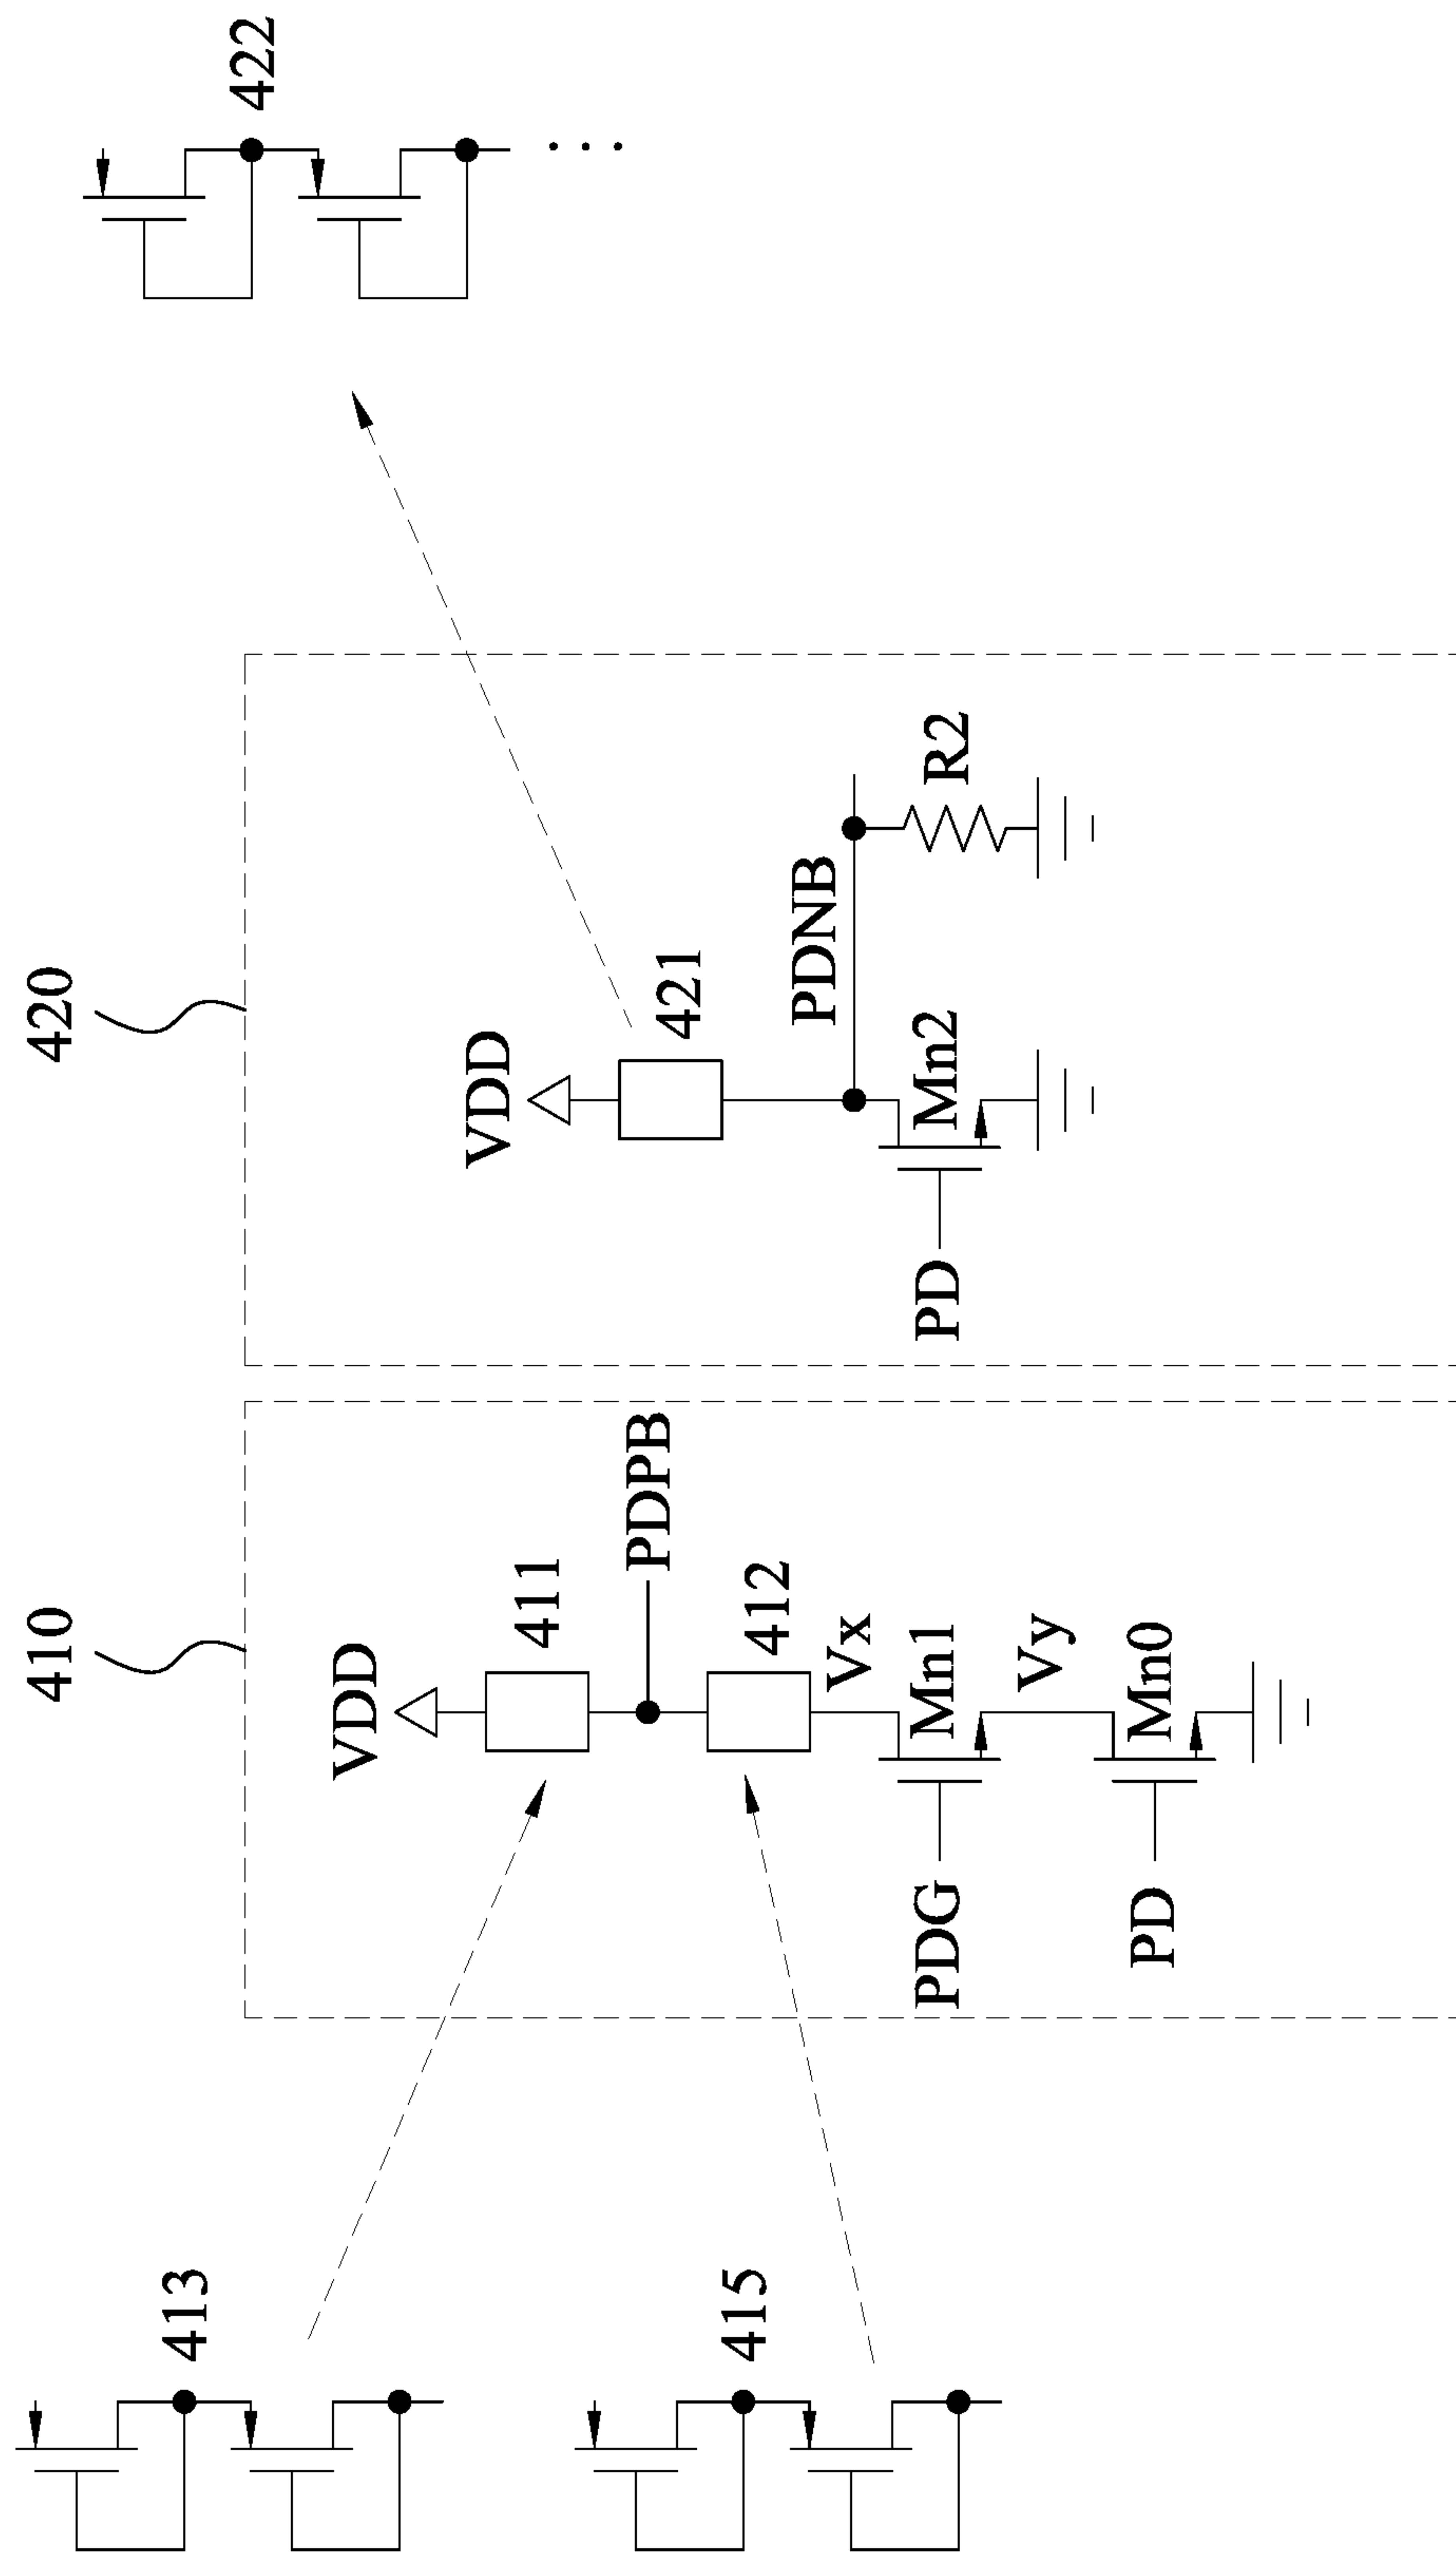 410
420
413
422
VDD
VDD
411
PDPB
421
415
412
PDNB
Vx
PDG
Mn1
PD
Mn2
R2
Vy
PD
Mn0